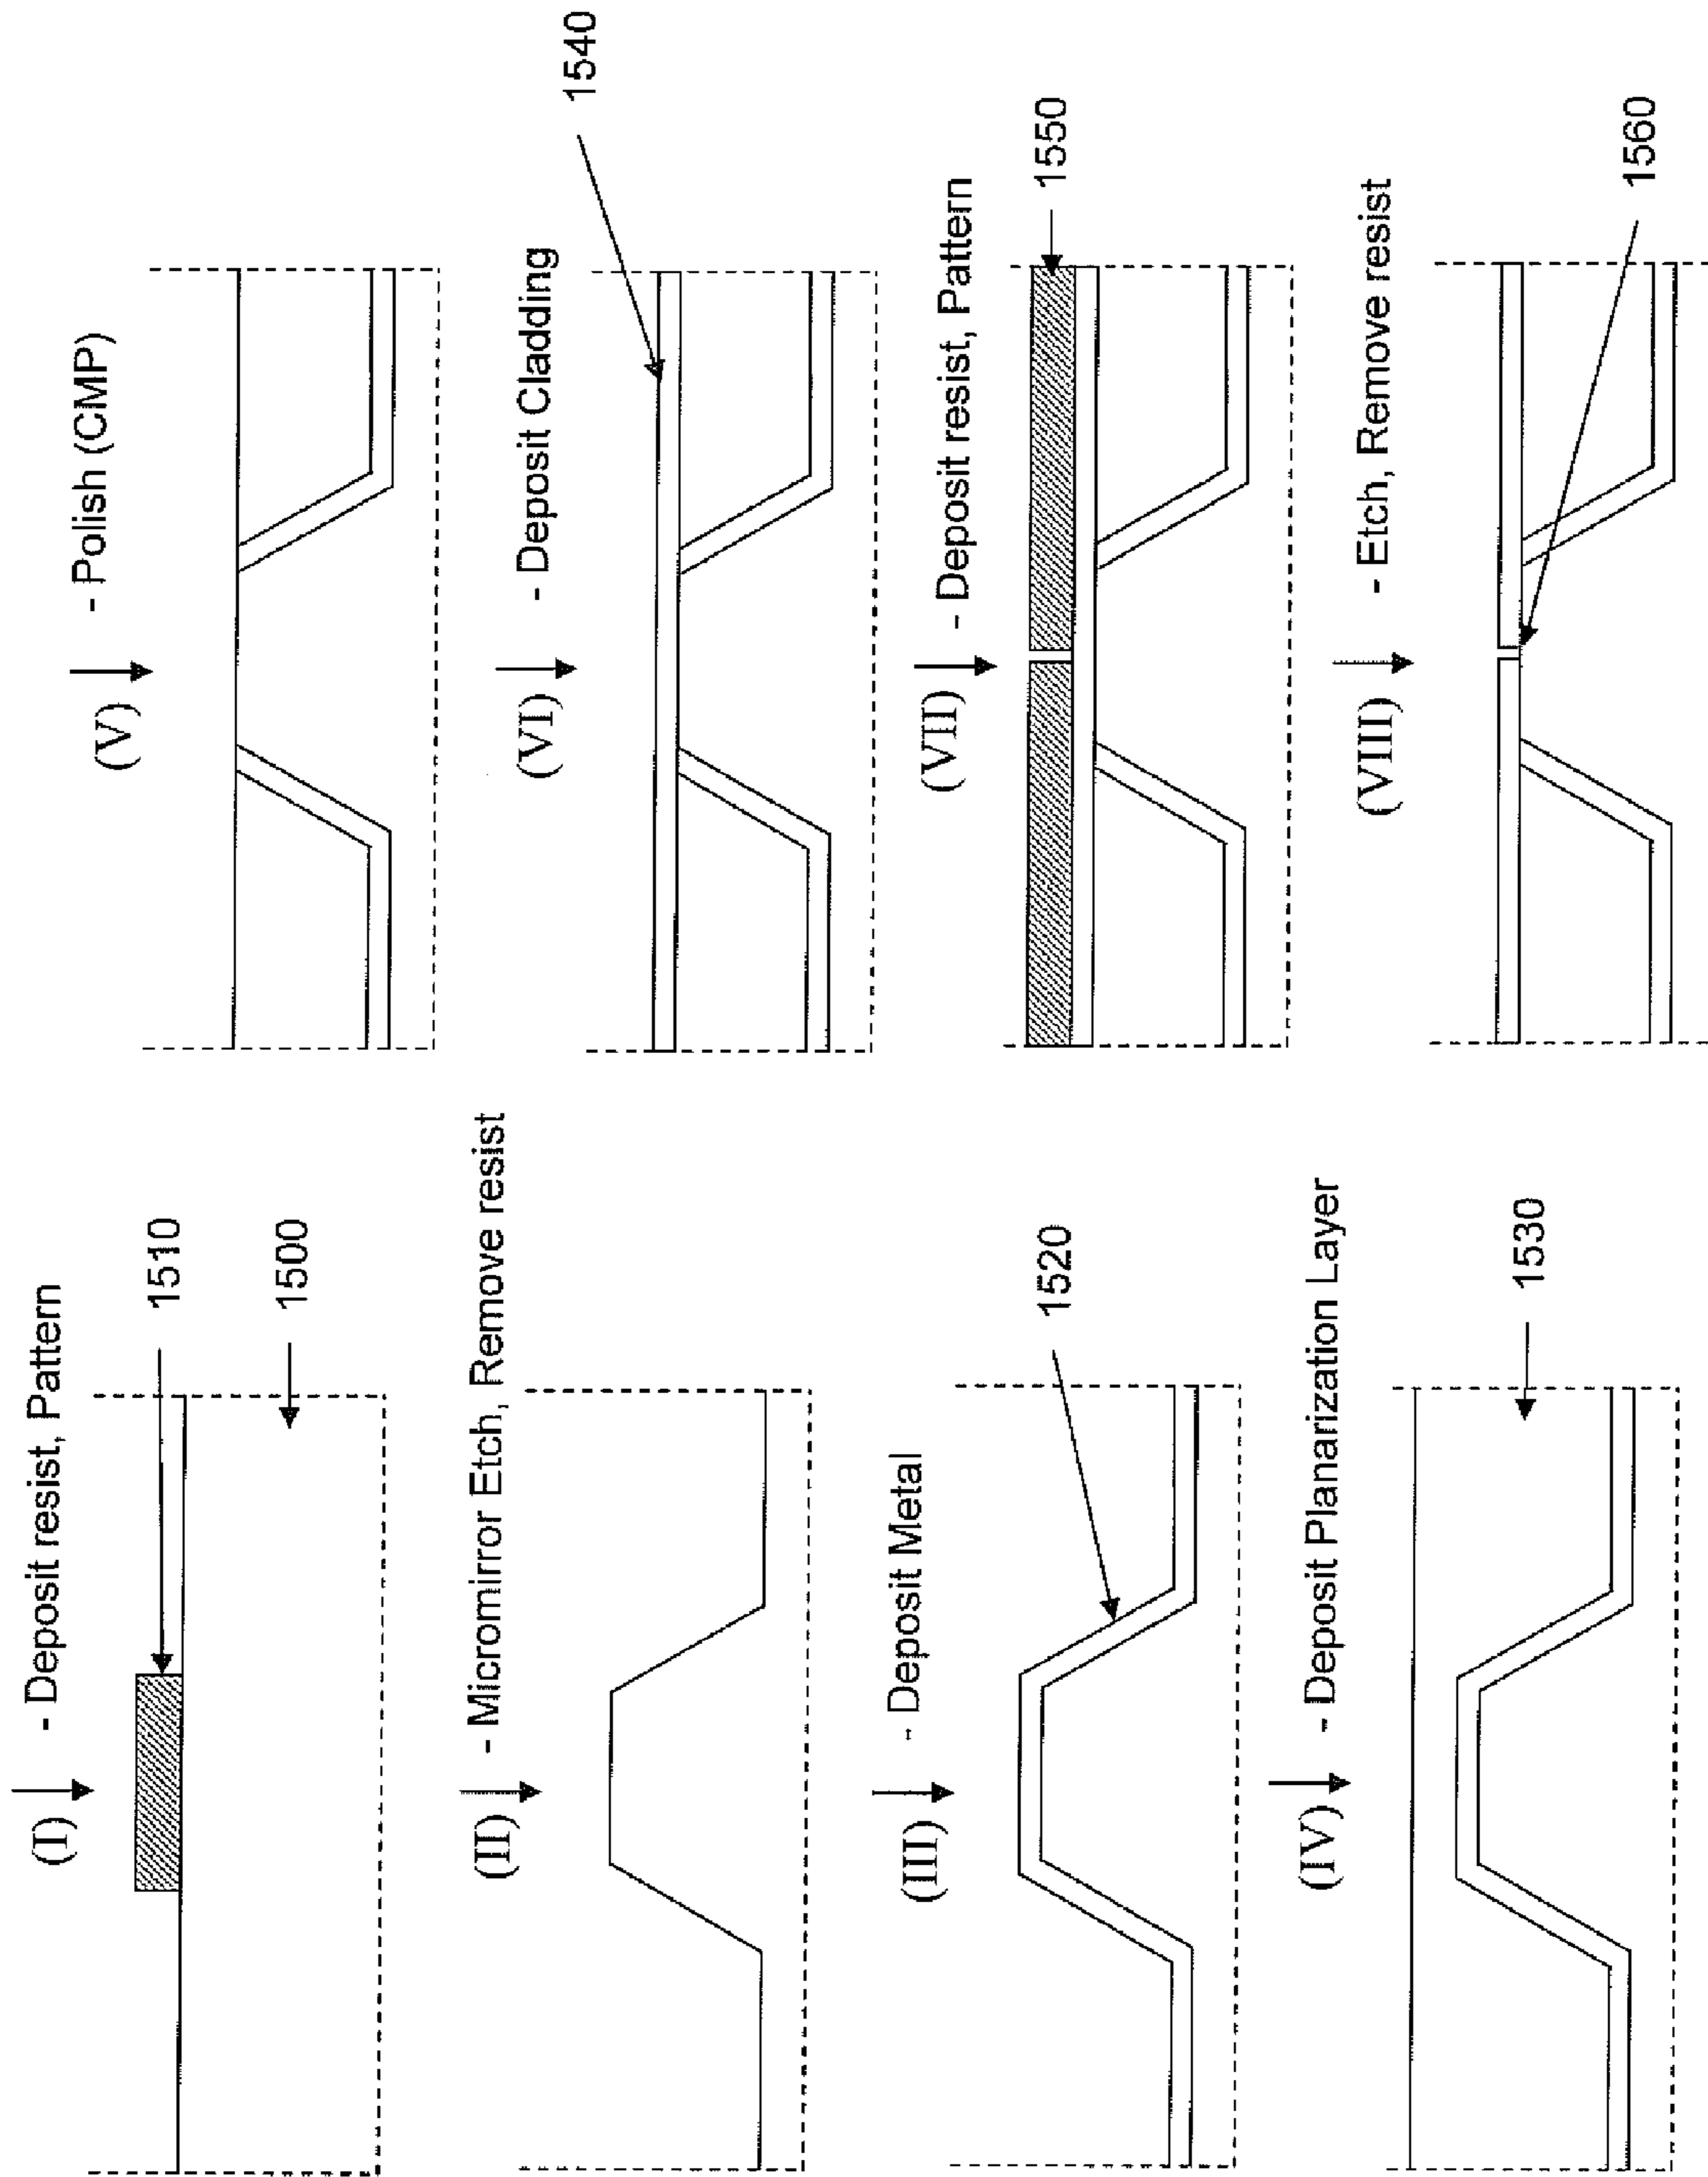 (I) - Deposit resist, Pattern
1510
1500
(II) - Micromirror Etch, Remove resist
(III) - Deposit Metal
1520
(IV) - Deposit Planarization Layer
1530
(V) - Polish (CMP)
(VI) - Deposit Cladding
1540
(VII) - Deposit resist, Pattern
1550
(VIII) - Etch, Remove resist
1560